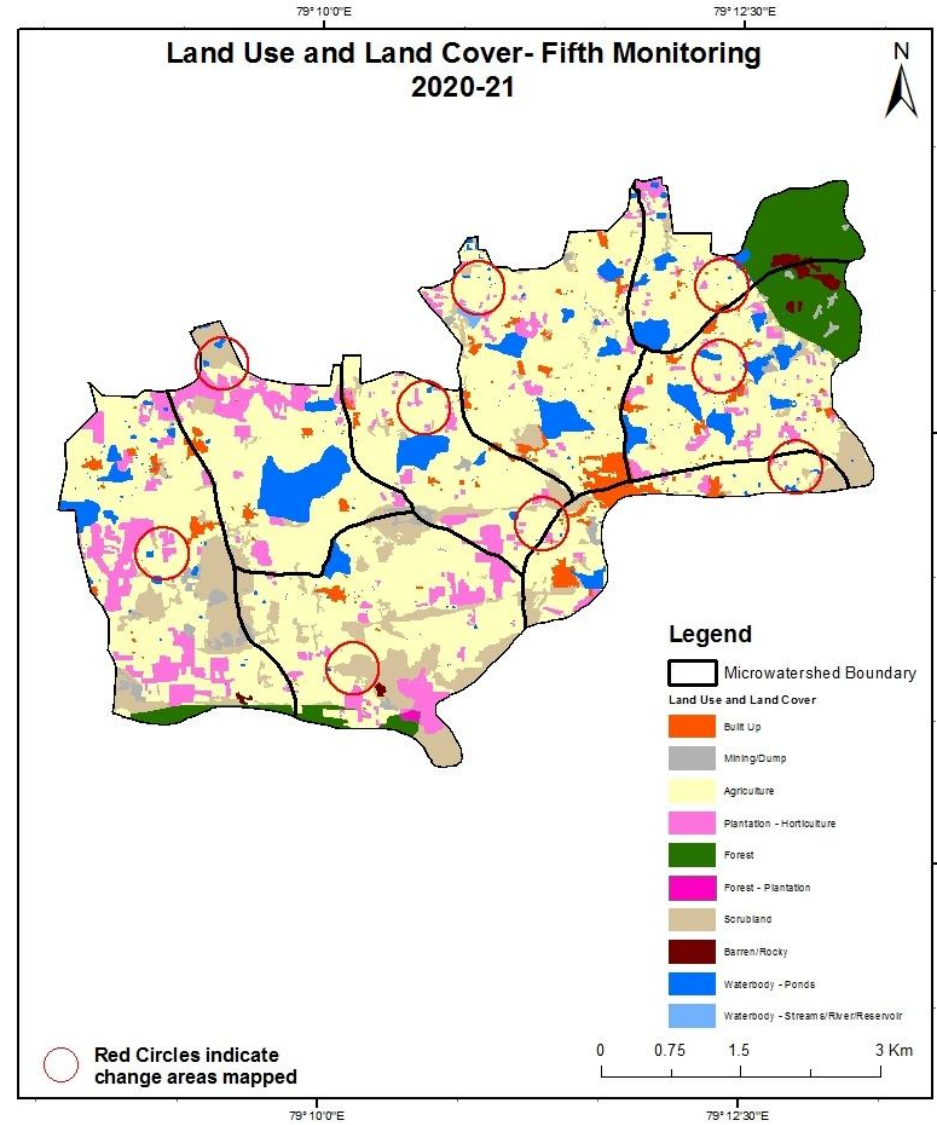 79° 10'0"E
79° 12'30"E
Land Use and Land Cover- Fifth Monitoring
2020-21
N
Legend
Microwatershed Boundary
Land Use and Land Cover
Built Up
Mining/Dump
Agriculture
Plantation - Horticulture
Forest
Forest - Plantation
Scrubland
Barren/Rocky
Waterbody - Ponds
Waterbody - Streams/River/Reservoir
Red Circles indicate
change areas mapped
0 0.75 1.5 3 Km
79° 10'0"E
79° 12'30"E